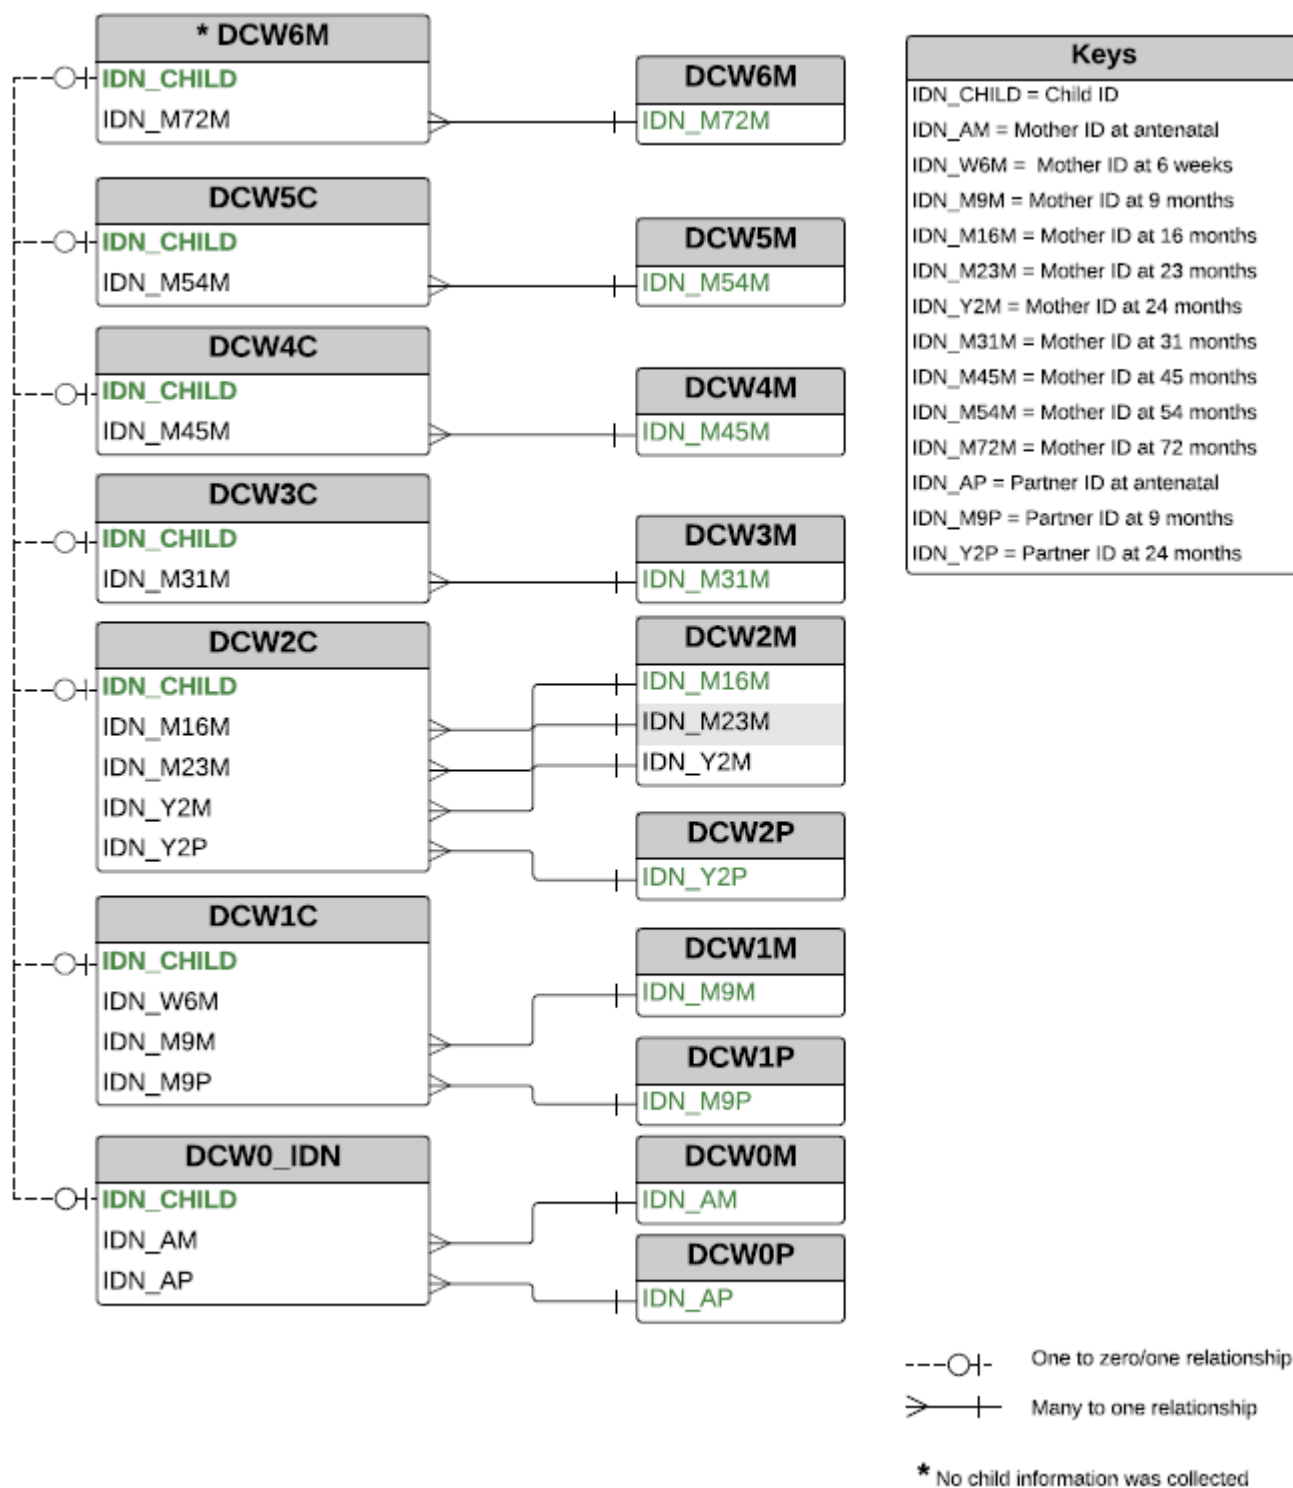 * DCW6M
IDN_CHILD
IDN_M72M
DCW6M
IDN_M72M
DCW5C
IDN_CHILD
IDN_M54M
DCW5M
IDN_M54M
DCW4C
IDN_CHILD
IDN_M45M
DCW4M
IDN_M45M
DCW3C
IDN_CHILD
IDN_M31M
DCW3M
IDN_M31M
DCW2C
IDN_CHILD
IDN_M16M
IDN_M23M
IDN_Y2M
IDN_Y2P
DCW2M
IDN_M16M
IDN_M23M
IDN_Y2M
DCW2P
IDN_Y2P
DCW1C
IDN_CHILD
IDN_W6M
IDN_M9M
IDN_M9P
DCW1M
IDN_M9M
DCW1P
IDN_M9P
DCW0_IDN
IDN_CHILD
IDN_AM
IDN_AP
DCW0M
IDN_AM
DCW0P
IDN_AP
Keys
IDN_CHILD = Child ID
IDN_AM = Mother ID at antenatal
IDN_W6M = Mother ID at 6 weeks
IDN_M9M = Mother ID at 9 months
IDN_M16M = Mother ID at 16 months
IDN_M23M = Mother ID at 23 months
IDN_Y2M = Mother ID at 24 months
IDN_M31M = Mother ID at 31 months
IDN_M45M = Mother ID at 45 months
IDN_M54M = Mother ID at 54 months
IDN_M72M = Mother ID at 72 months
IDN_AP = Partner ID at antenatal
IDN_M9P = Partner ID at 9 months
IDN_Y2P = Partner ID at 24 months
One to zero/one relationship
Many to one relationship
* No child information was collected